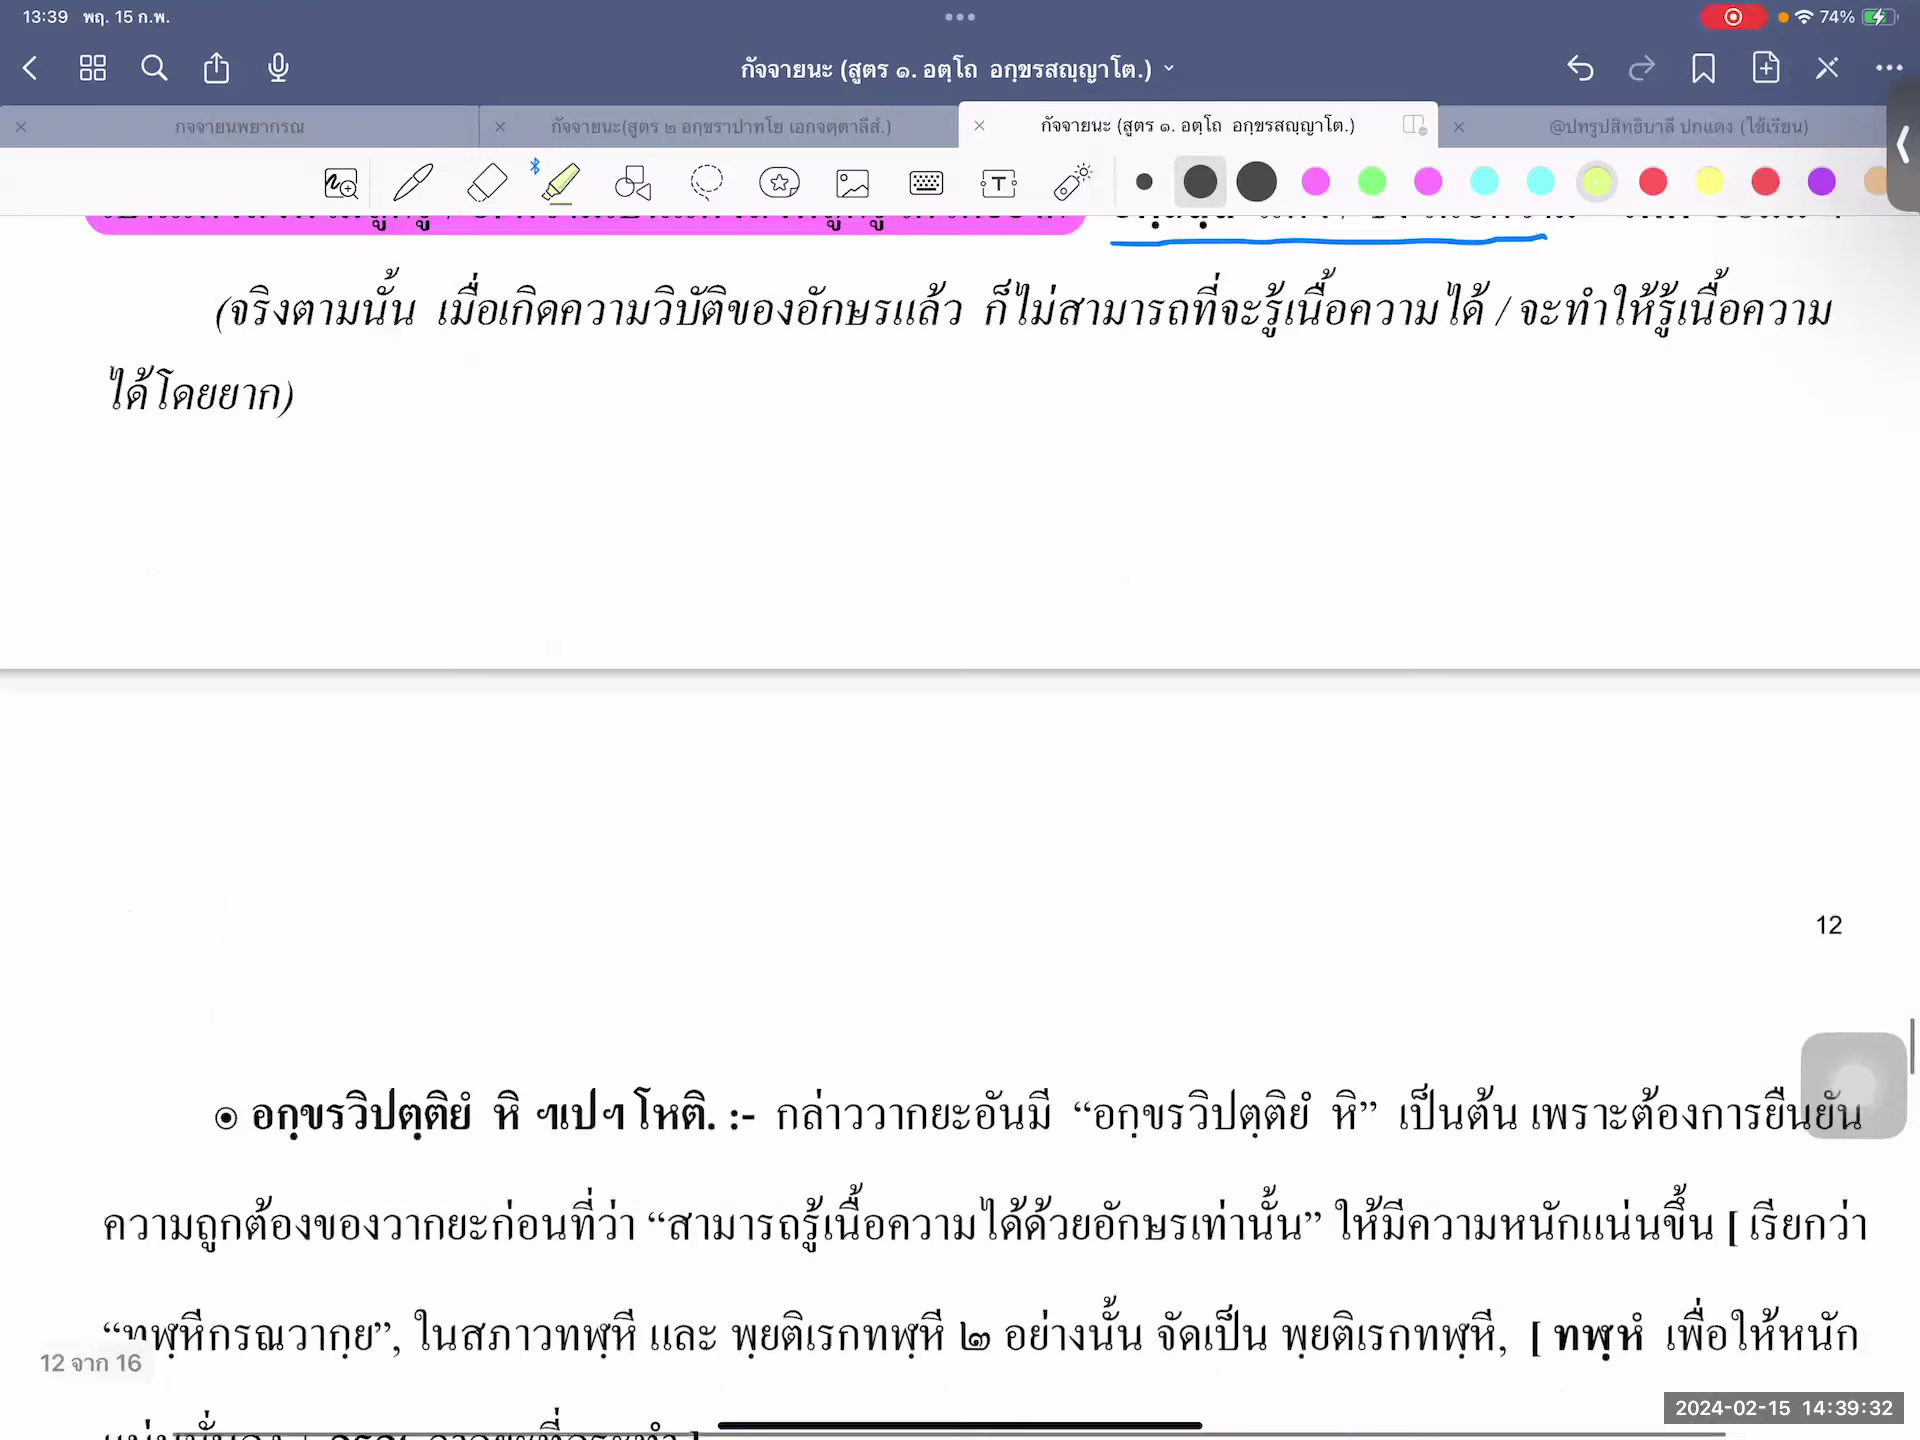 13:39 พฤ. 15 ก.พ.
74%
กัจจายนะ (สูตร ๑. อตฺโถ อกฺขรสญฺญาโต.)
กจจายนพยากรณ
กัจจายนะ(สูตร ๒ อกฺขราปาทโย เอกจตฺตาลีสํ.)
กัจจายนะ (สูตร ๑. อตฺโถ อกฺขรสญฺญาโต.)
@ปทรูปสิทธิบาลี ปกแดง (ใช้เรียน)
(จริงตามนั้น เมื่อเกิดความวิบัติของอักษรแล้ว ก็ไม่สามารถที่จะรู้เนื้อความได้ / จะทำให้รู้เนื้อความ
ได้โดยยาก)
12
๏ อกฺขรวิปตฺติยํ หิ ฯเปฯ โหติ. :- กล่าววากยะอันมี “อกฺขรวิปตฺติยํ หิ” เป็นต้น เพราะต้องการยืนยัน
ความถูกต้องของวากยะก่อนที่ว่า “สามารถรู้เนื้อความได้ด้วยอักษรเท่านั้น” ให้มีความหนักแน่นขึ้น [ เรียกว่า
“ทฬฺหีกรณวากฺย”, ในสภาวทฬฺหี และ พฺยติเรกทฬฺหี ๒ อย่างนั้น จัดเป็น พฺยติเรกทฬฺหี, [ ทฬฺหํ เพื่อให้หนัก
12 จาก 16
2024-02-15 14:39:32